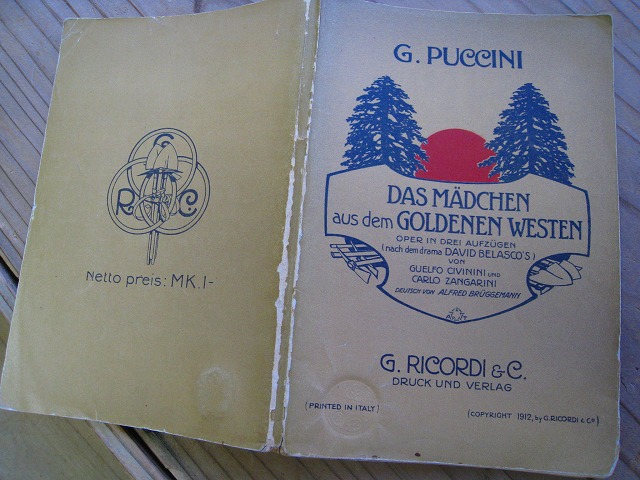 R. G. C.
Netto preis: MK.1-
G. PUCCINI
DAS MÄDCHEN
aus dem GOLDENEN WESTEN
OPER IN DREI AUFZÜGEN
(nach dem drama DAVID BELASCO'S)
VON
GUELFO CIVININI UND
CARLO ZANGARINI
DEUTSCH VON ALFRED BRÜGGEMANN
G. RICORDI & C.
DRUCK UND VERLAG
(PRINTED IN ITALY)
(COPYRIGHT 1912, by G. RICORDI & Co)